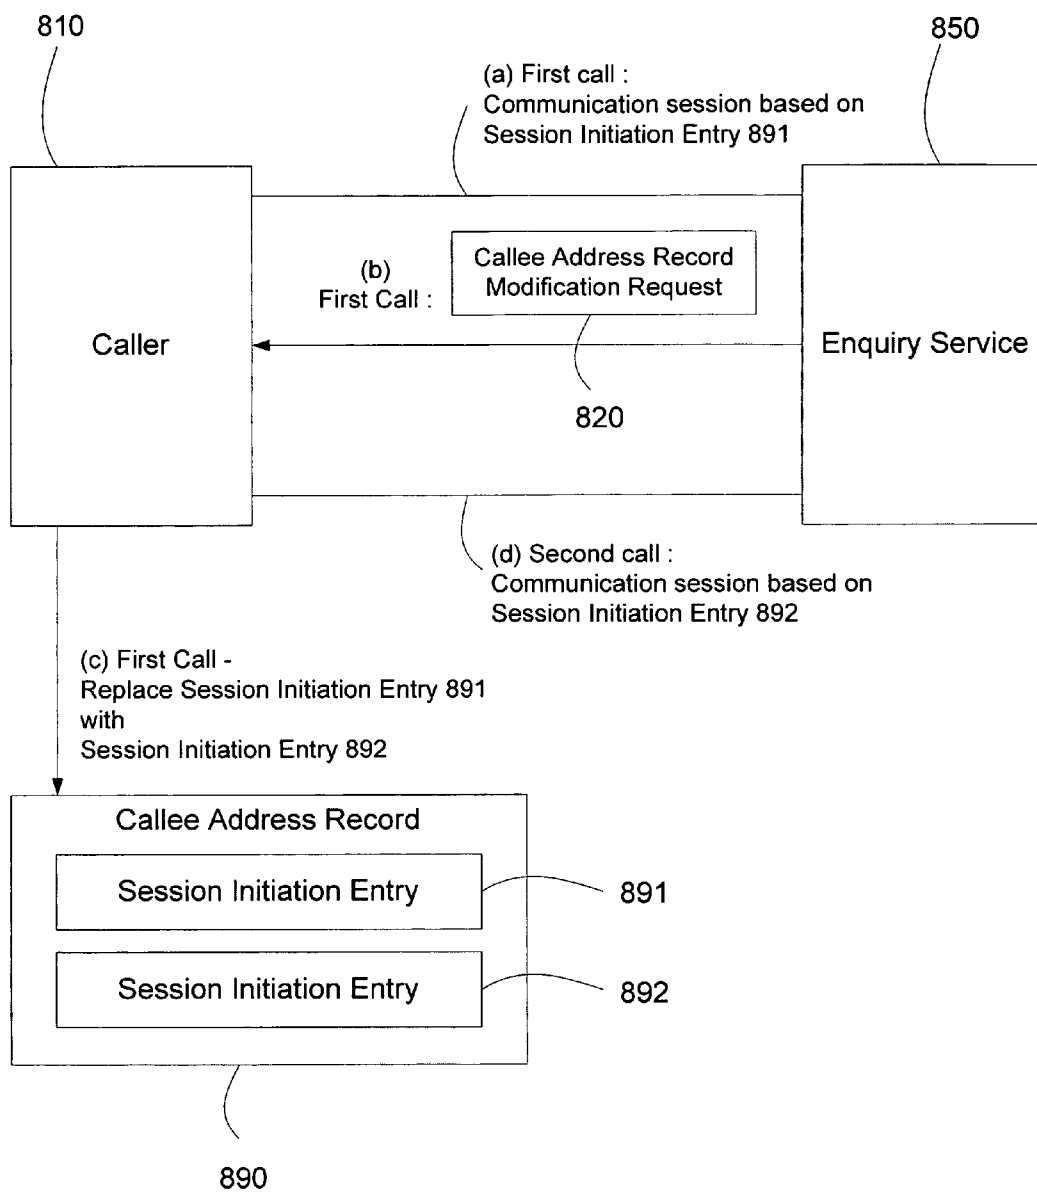 810
850
(a) First call :
Communication session based on
Session Initiation Entry 891
Callee Address Record
Modification Request
(b)
First Call :
Caller
Enquiry Service
820
(d) Second call :
Communication session based on
Session Initiation Entry 892
(c) First Call -
Replace Session Initiation Entry 891
with
Session Initiation Entry 892
Callee Address Record
Session Initiation Entry
891
Session Initiation Entry
892
890